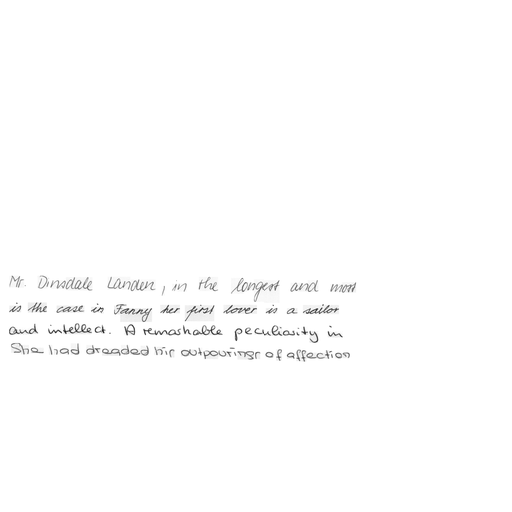 Mr. Dinsdale Landen, in the longest and most
is the case in Fanny her first lover is a sailor
and intellect. A remarkable peculiarity in
She had dreaded his outpourings of affection